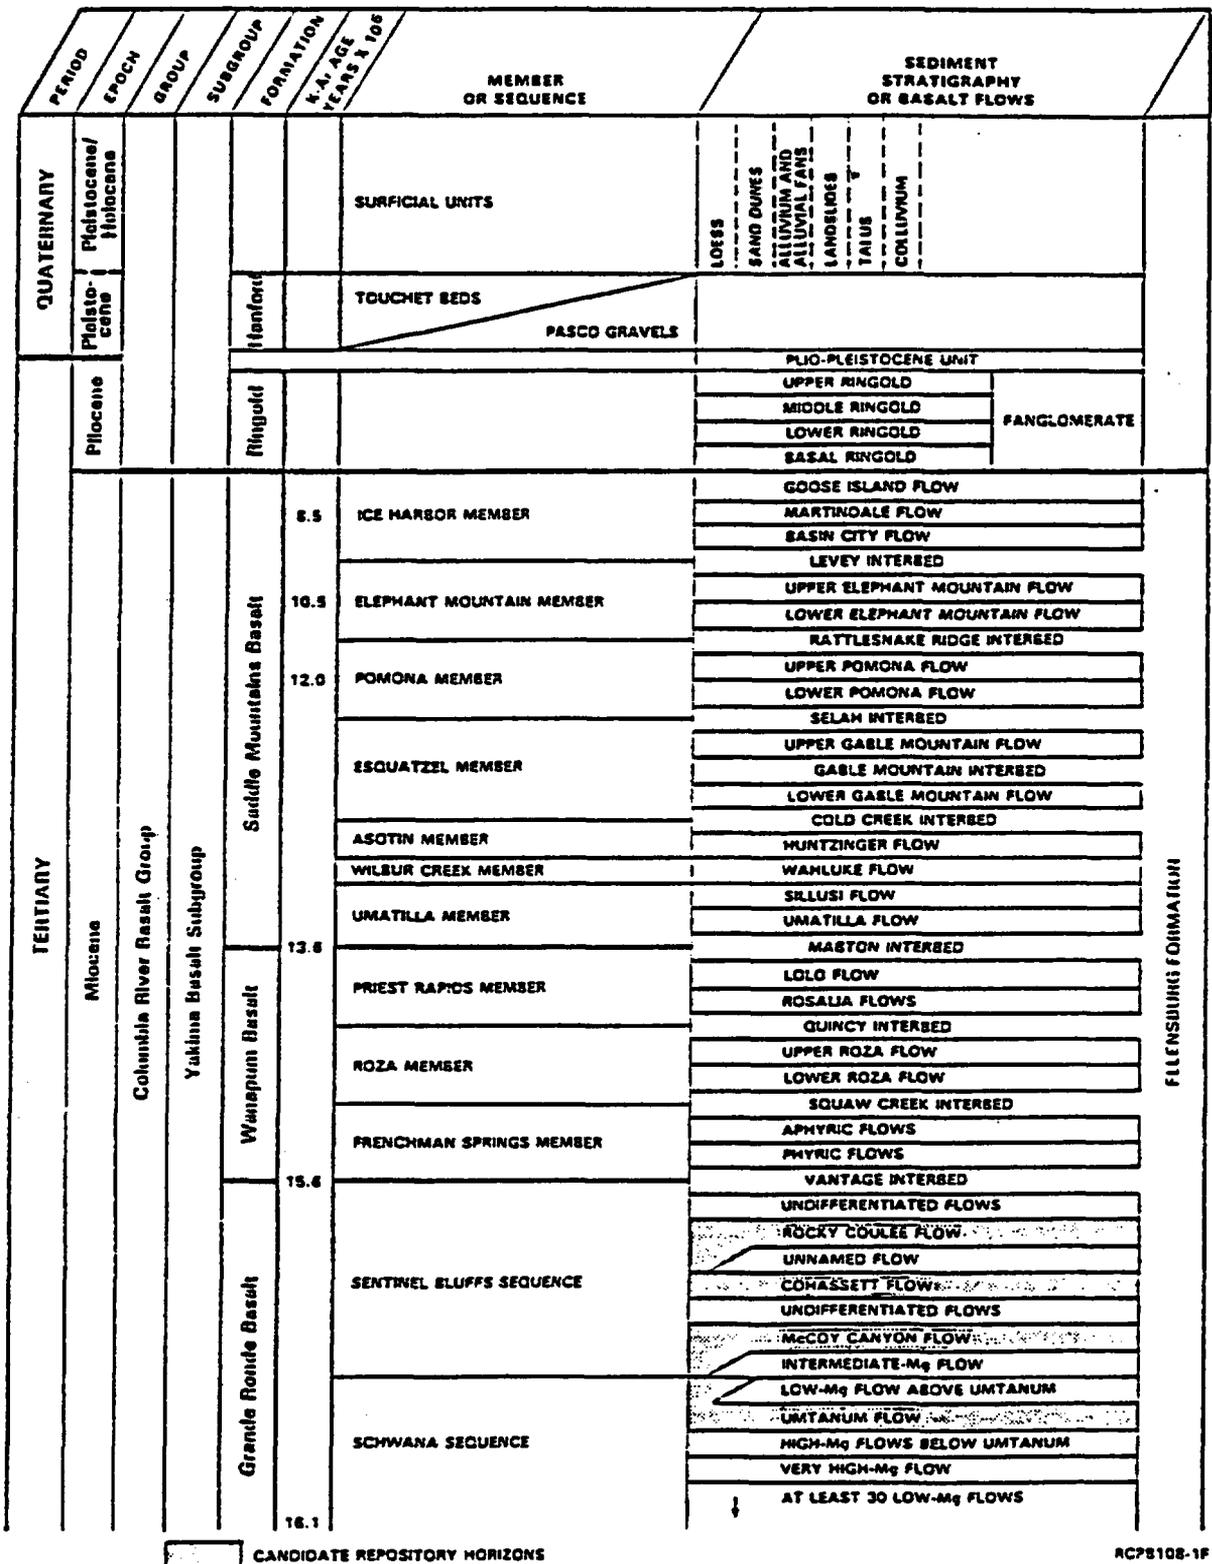 PERIOD
EPOCH
GROUP
SUBGROUP
FORMATION
K-Ar AGE
YEARS X 106
MEMBER
OR SEQUENCE
SEDIMENT
STRATIGRAPHY
OR BASALT FLOWS
QUATERNARY
Pleistocene/
Holocene
SURFICIAL UNITS
LOESS
SAND DUNES
ALLUVIUM AND
ALLUVIAL FANS
LANDSLIDES
TALUS
COLLUVIUM
Pleisto-
cene
Hanford
TOUCHET BEDS
PASCO GRAVELS
PLIO-PLEISTOCENE UNIT
TERTIARY
Pliocene
Ringold
UPPER RINGOLD
MIDDLE RINGOLD
LOWER RINGOLD
BASAL RINGOLD
FANGLOMERATE
Miocene
Columbia River Basalt Group
Yakima Basalt Subgroup
Saddle Mountains Basalt
8.5
ICE HARBOR MEMBER
GOOSE ISLAND FLOW
MARTINDALE FLOW
BASIN CITY FLOW
LEVEY INTERBED
10.5
ELEPHANT MOUNTAIN MEMBER
UPPER ELEPHANT MOUNTAIN FLOW
LOWER ELEPHANT MOUNTAIN FLOW
RATTLESNAKE RIDGE INTERBED
12.0
POMONA MEMBER
UPPER POMONA FLOW
LOWER POMONA FLOW
SELAH INTERBED
ESQUATZEL MEMBER
UPPER GABLE MOUNTAIN FLOW
GABLE MOUNTAIN INTERBED
LOWER GABLE MOUNTAIN FLOW
COLD CREEK INTERBED
ASOTIN MEMBER
HUNTZINGER FLOW
WILBUR CREEK MEMBER
WAHLUKE FLOW
UMATILLA MEMBER
SILLUSI FLOW
UMATILLA FLOW
13.6
MABTON INTERBED
Wanapum Basalt
PRIEST RAPIDS MEMBER
LOLO FLOW
ROSALIA FLOWS
QUINCY INTERBED
ROZA MEMBER
UPPER ROZA FLOW
LOWER ROZA FLOW
SQUAW CREEK INTERBED
FRENCHMAN SPRINGS MEMBER
APHYRIC FLOWS
PHYRIC FLOWS
15.6
VANTAGE INTERBED
Grande Ronde Basalt
SENTINEL BLUFFS SEQUENCE
UNDIFFERENTIATED FLOWS
ROCKY COULEE FLOW
UNNAMED FLOW
COHASSETT FLOW
UNDIFFERENTIATED FLOWS
McCOY CANYON FLOW
INTERMEDIATE-Mg FLOW
SCHWANA SEQUENCE
LOW-Mg FLOW ABOVE UMTANUM
UMTANUM FLOW
HIGH-Mg FLOWS BELOW UMTANUM
VERY HIGH-Mg FLOW
AT LEAST 30 LOW-Mg FLOWS
16.1
ELLENSBURG FORMATION
CANDIDATE REPOSITORY HORIZONS
RCP8108-1F